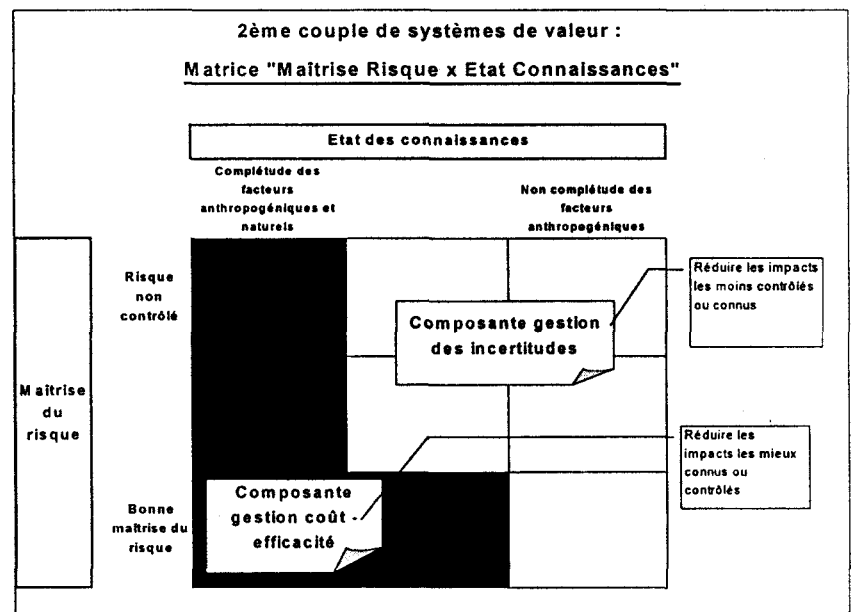 2ème couple de systèmes de valeur :
Matrice "Maîtrise Risque x Etat Connaissances"
Etat des connaissances
Complétude des
facteurs
anthropogéniques et
naturels
Non complétude des
facteurs
anthropogéniques
Maîtrise
du
risque
Risque
non
contrôlé
Composante gestion
des incertitudes
Réduire les impacts
les moins contrôlés
ou connus
Bonne
maîtrise du
risque
Composante
gestion coût -
efficacité
Réduire les
impacts les mieux
connus ou
contrôlés